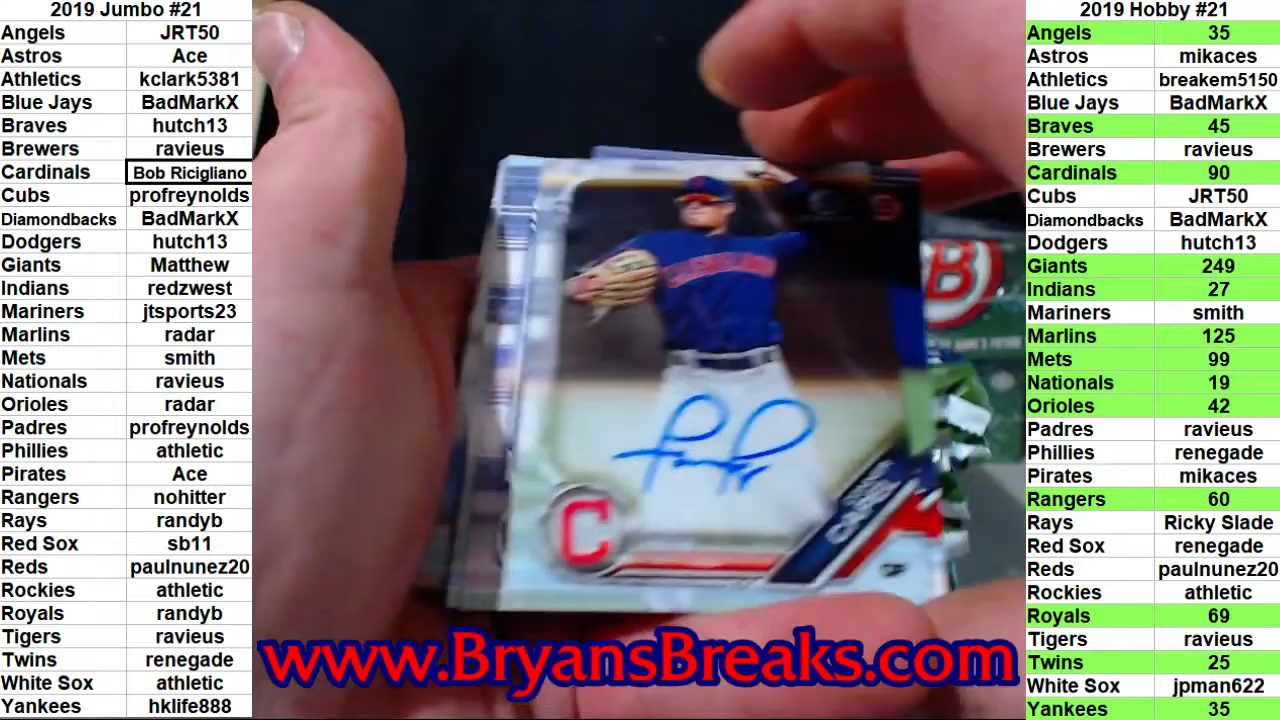 2019 Jumbo #21
Angels JRT50
Astros Ace
Athletics kclark5381
Blue Jays BadMarkX
Braves hutch13
Brewers ravieus
Cardinals Bob Ricigliano
Cubs profreynolds
Diamondbacks BadMarkX
Dodgers hutch13
Giants Matthew
Indians redzwest
Mariners jtsports23
Marlins radar
Mets smith
Nationals ravieus
Orioles radar
Padres profreynolds
Phillies athletic
Pirates Ace
Rangers nohitter
Rays randyb
Red Sox sb11
Reds paulnunez20
Rockies athletic
Royals randyb
Tigers ravieus
Twins renegade
White Sox athletic
Yankees hklife888
CLEVELAND
C
B
www.BryansBreaks.com
2019 Hobby #21
Angels 35
Astros mikaces
Athletics breakem5150
Blue Jays BadMarkX
Braves 45
Brewers ravieus
Cardinals 90
Cubs JRT50
Diamondbacks BadMarkX
Dodgers hutch13
Giants 249
Indians 27
Mariners smith
Marlins 125
Mets 99
Nationals 19
Orioles 42
Padres ravieus
Phillies renegade
Pirates mikaces
Rangers 60
Rays Ricky Slade
Red Sox renegade
Reds paulnunez20
Rockies athletic
Royals 69
Tigers ravieus
Twins 25
White Sox jpman622
Yankees 35